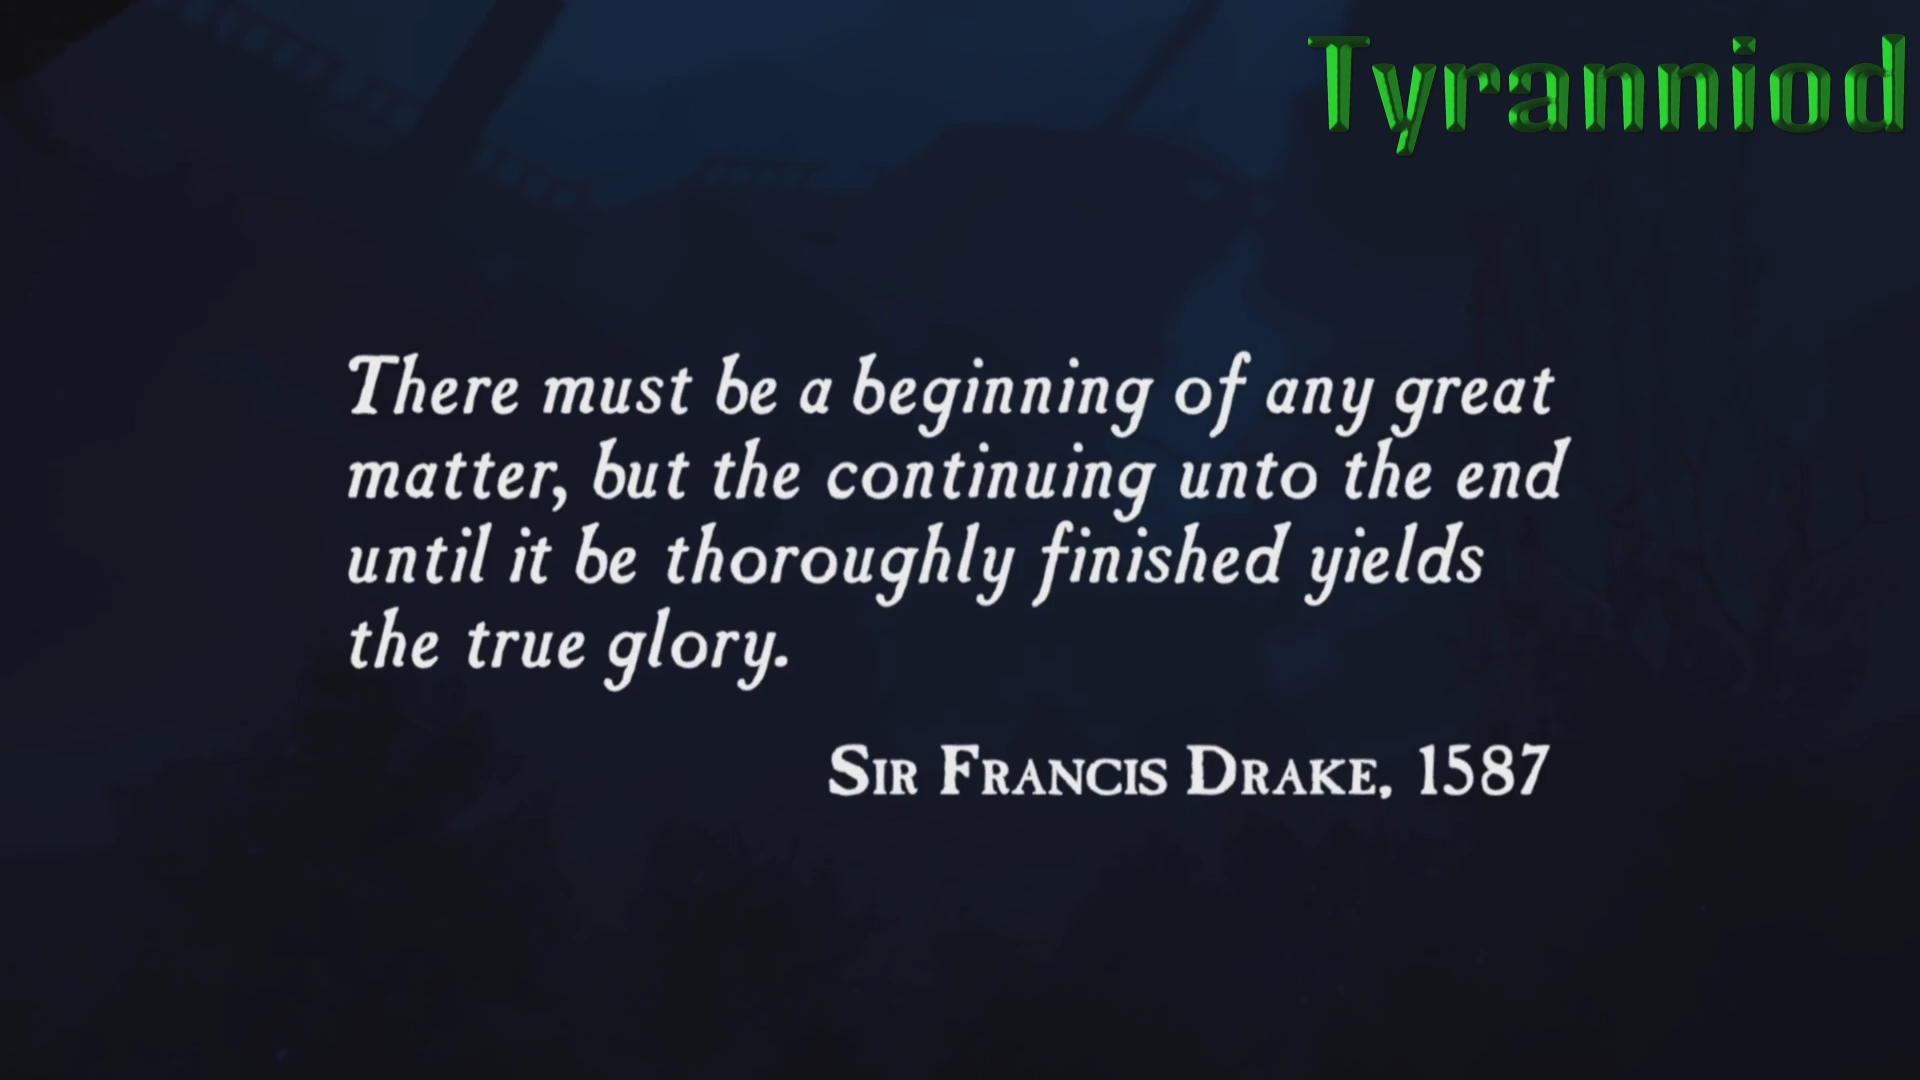 Tyranniod
There must be a beginning of any great
matter, but the continuing unto the end
until it be thoroughly finished yields
the true glory.
SIR FRANCIS DRAKE, 1587